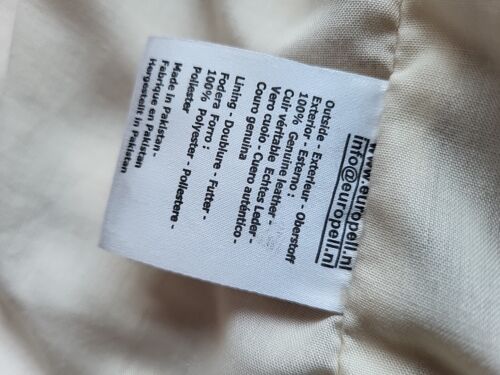 www.europell.nl
info@europell.nl
Outside - Exterieur - Oberstoff
Exterior - Esterno :
100% Genuine leather -
Cuir véritable Echtes Leder -
Vero cuolo - Cuero auténtico -
Couro genuina
Lining - Doublure - Futter -
Fodera Forro :
100% Polyester - Poliestere -
Poliéster
Made in Pakistan -
Fabrique en Pakistan -
Hergestellt in Pakistan